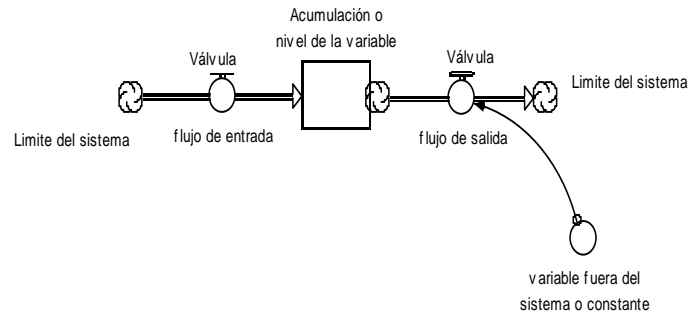 Acumulación o
nivel de la variable
Válvula
Válvula
Limite del sistema
Limite del sistema
flujo de entrada
flujo de salida
variable fuera del
sistema o constante